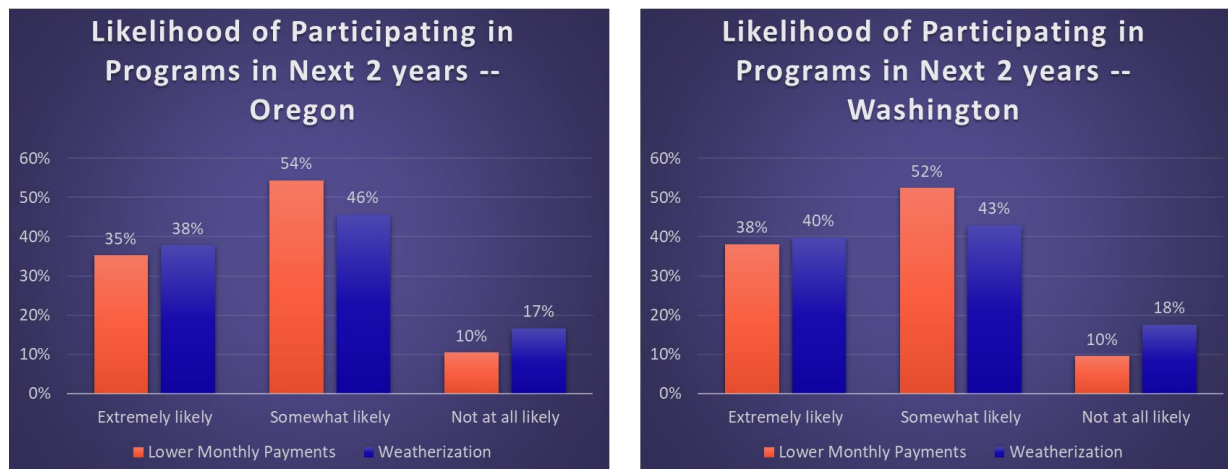 Likelihood of Participating in
Programs in Next 2 years --
Oregon
60%
50%
40%
30%
20%
10%
0%
35%
38%
54%
46%
10%
17%
Extremely likely
Somewhat likely
Not at all likely
Lower Monthly Payments
Weatherization
Likelihood of Participating in
Programs in Next 2 years --
Washington
60%
50%
40%
30%
20%
10%
0%
38%
40%
52%
43%
10%
18%
Extremely likely
Somewhat likely
Not at all likely
Lower Monthly Payments
Weatherization